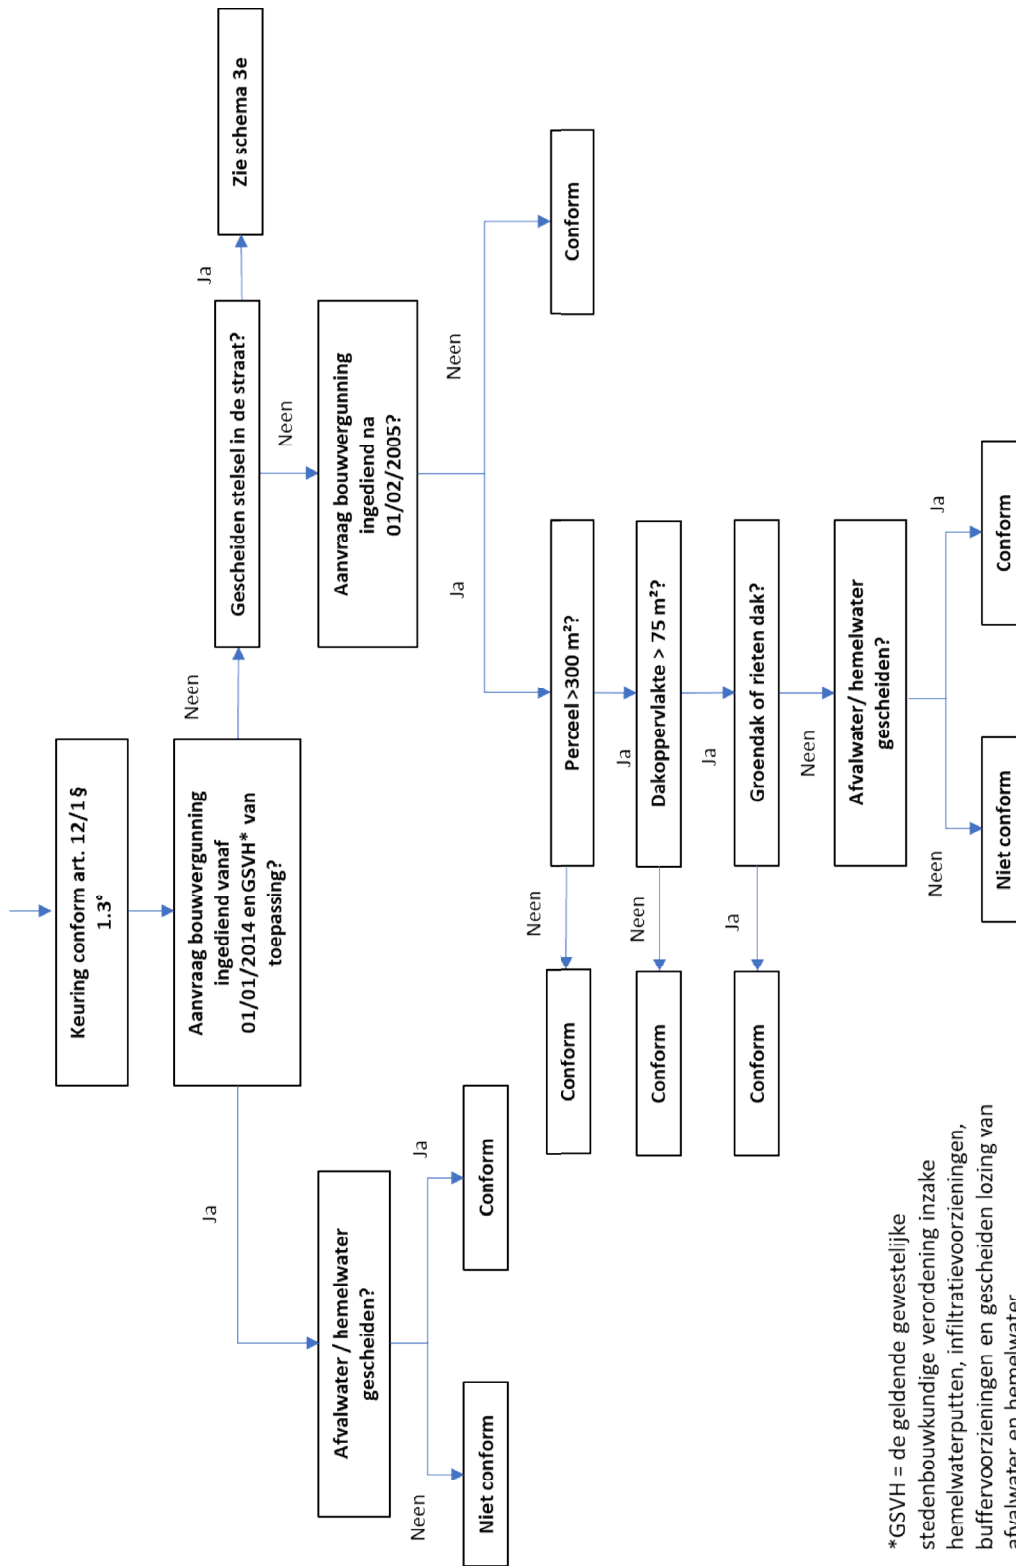 Keuring conform art. 12/1§
1.3°
Aanvraag bouwvergunning
ingediend vanaf
01/01/2014 en GSVH* van
toepassing?
Ja
Neen
Afvalwater / hemelwater
gescheiden?
Neen
Ja
Niet conform
Conform
Gescheiden stelsel in de straat?
Ja
Zie schema 3e
Neen
Aanvraag bouwvergunning
ingediend na
01/02/2005?
Ja
Neen
Conform
Perceel >300 m²?
Neen
Conform
Ja
Dakoppervlakte > 75 m²?
Neen
Conform
Ja
Groendak of rieten dak?
Ja
Conform
Neen
Afvalwater/ hemelwater
gescheiden?
Neen
Ja
Niet conform
Conform
*GSVH = de geldende gewestelijke
stedenbouwkundige verordening inzake
hemelwaterputten, infiltratievoorzieningen,
buffervoorzieningen en gescheiden lozing van
afvalwater en hemelwater